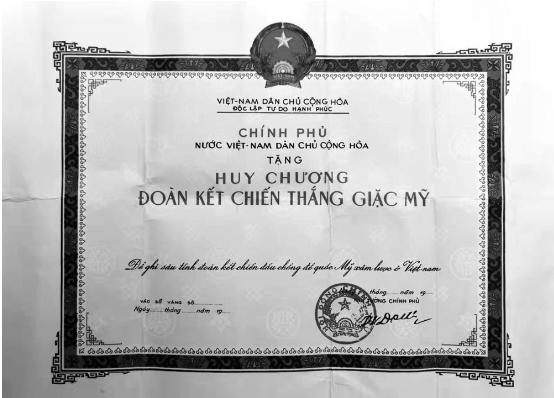 VIỆT-NAM DÂN CHỦ CỘNG HÒA
ĐỘC LẬP TỰ DO HẠNH PHÚC
CHÍNH PHỦ
NƯỚC VIỆT-NAM DÂN CHỦ CỘNG HÒA
TẶNG
HUY CHƯƠNG
ĐOÀN KẾT CHIẾN THẮNG GIẶC MỸ
Để ghi sâu tình đoàn kết chiến đấu chống đế quốc Mỹ xâm lược ở Việt-nam
VÀO SỔ VÀNG SỐ
Ngày tháng năm 19
tháng năm 19
TƯỚNG CHÍNH PHỦ